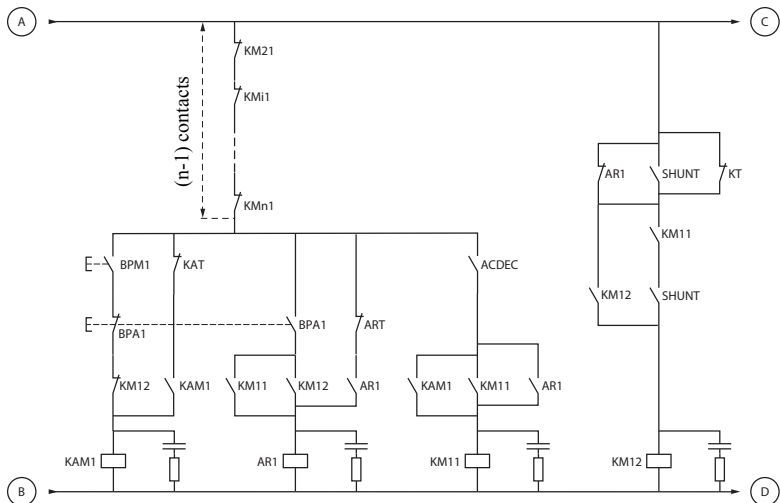 A
C
KM21
KMi1
(n-1) contacts
KMn1
AR1
SHUNT
KT
KM11
BPM1
KAT
ACDEC
KM12
SHUNT
BPA1
BPA1
ART
KM12
KAM1
KM11
KM12
AR1
KAM1
KM11
AR1
KAM1
AR1
KM11
KM12
B
D